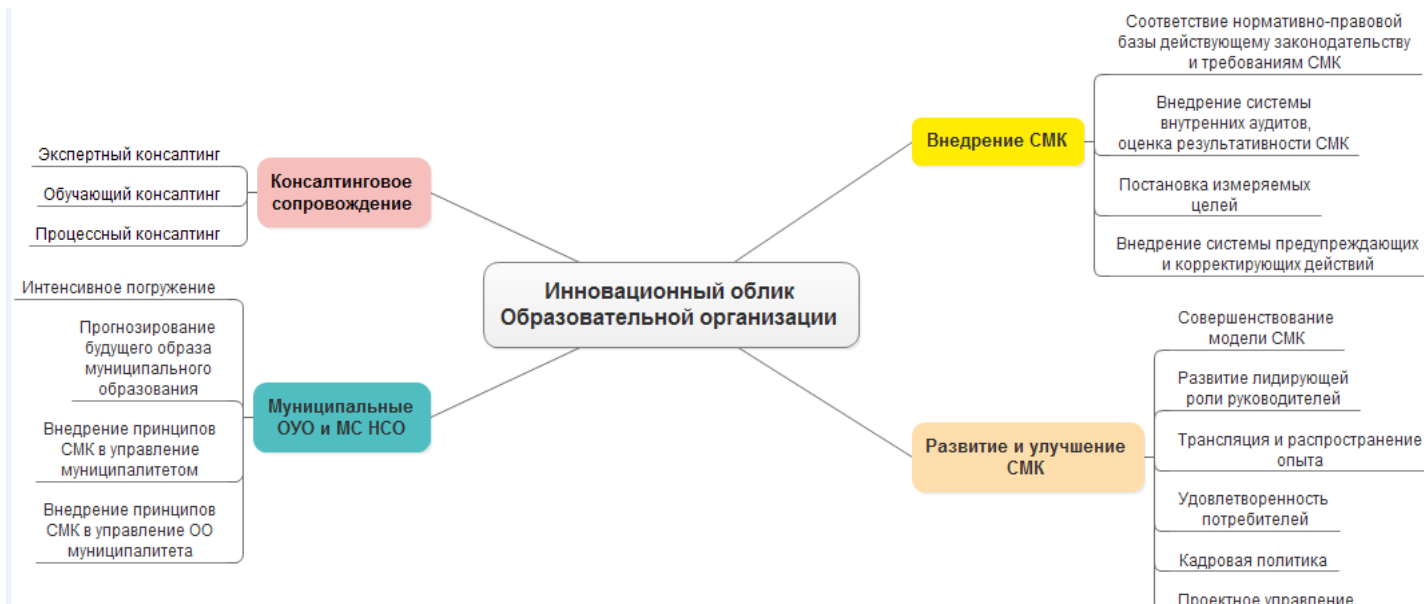 Инновационный облик
Образовательной организации
Консалтинговое
сопровождение
Экспертный консалтинг
Обучающий консалтинг
Процессный консалтинг
Муниципальные
ОУО и МС НСО
Интенсивное погружение
Прогнозирование
будущего образа
муниципального
образования
Внедрение принципов
СМК в управление
муниципалитетом
Внедрение принципов
СМК в управление ОО
муниципалитета
Внедрение СМК
Соответствие нормативно-правовой
базы действующему законодательству
и требованиям СМК
Внедрение системы
внутренних аудитов,
оценка результативности СМК
Постановка измеряемых
целей
Внедрение системы предупреждающих
и корректирующих действий
Развитие и улучшение
СМК
Совершенствование
модели СМК
Развитие лидирующей
роли руководителей
Трансляция и распространение
опыта
Удовлетворенность
потребителей
Кадровая политика
Проектное управление